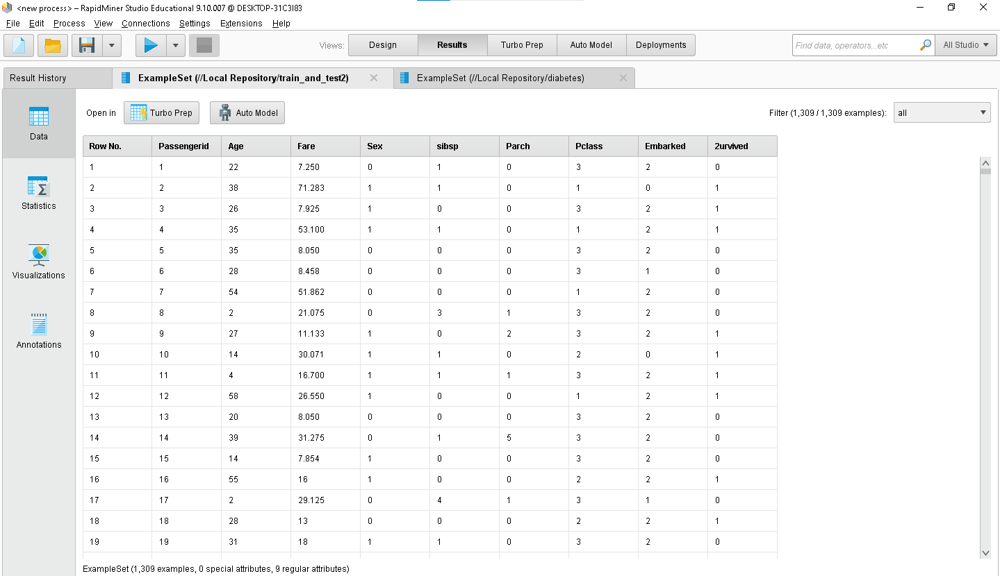 <new process> – RapidMiner Studio Educational 9.10.007 @ DESKTOP-31C3I83
File Edit Process View Connections Settings Extensions Help
Views: Design Results Turbo Prep Auto Model Deployments Find data, operators...etc All Studio
Result History ExampleSet (//Local Repository/train_and_test2) ExampleSet (//Local Repository/diabetes)
Open in Turbo Prep Auto Model Filter (1,309 / 1,309 examples): all
Data
Statistics
Visualizations
Annotations
Row No. Passengerid Age Fare Sex sibsp Parch Pclass Embarked 2urvived
1 1 22 7.250 0 1 0 3 2 0
2 2 38 71.283 1 1 0 1 0 1
3 3 26 7.925 1 0 0 3 2 1
4 4 35 53.100 1 1 0 1 2 1
5 5 35 8.050 0 0 0 3 2 0
6 6 28 8.458 0 0 0 3 1 0
7 7 54 51.862 0 0 0 1 2 0
8 8 2 21.075 0 3 1 3 2 0
9 9 27 11.133 1 0 2 3 2 1
10 10 14 30.071 1 1 0 2 0 1
11 11 4 16.700 1 1 1 3 2 1
12 12 58 26.550 1 0 0 1 2 1
13 13 20 8.050 0 0 0 3 2 0
14 14 39 31.275 0 1 5 3 2 0
15 15 14 7.854 1 0 0 3 2 0
16 16 55 16 1 0 0 2 2 1
17 17 2 29.125 0 4 1 3 1 0
18 18 28 13 0 0 0 2 2 1
19 19 31 18 1 1 0 3 2 0
ExampleSet (1,309 examples, 0 special attributes, 9 regular attributes)